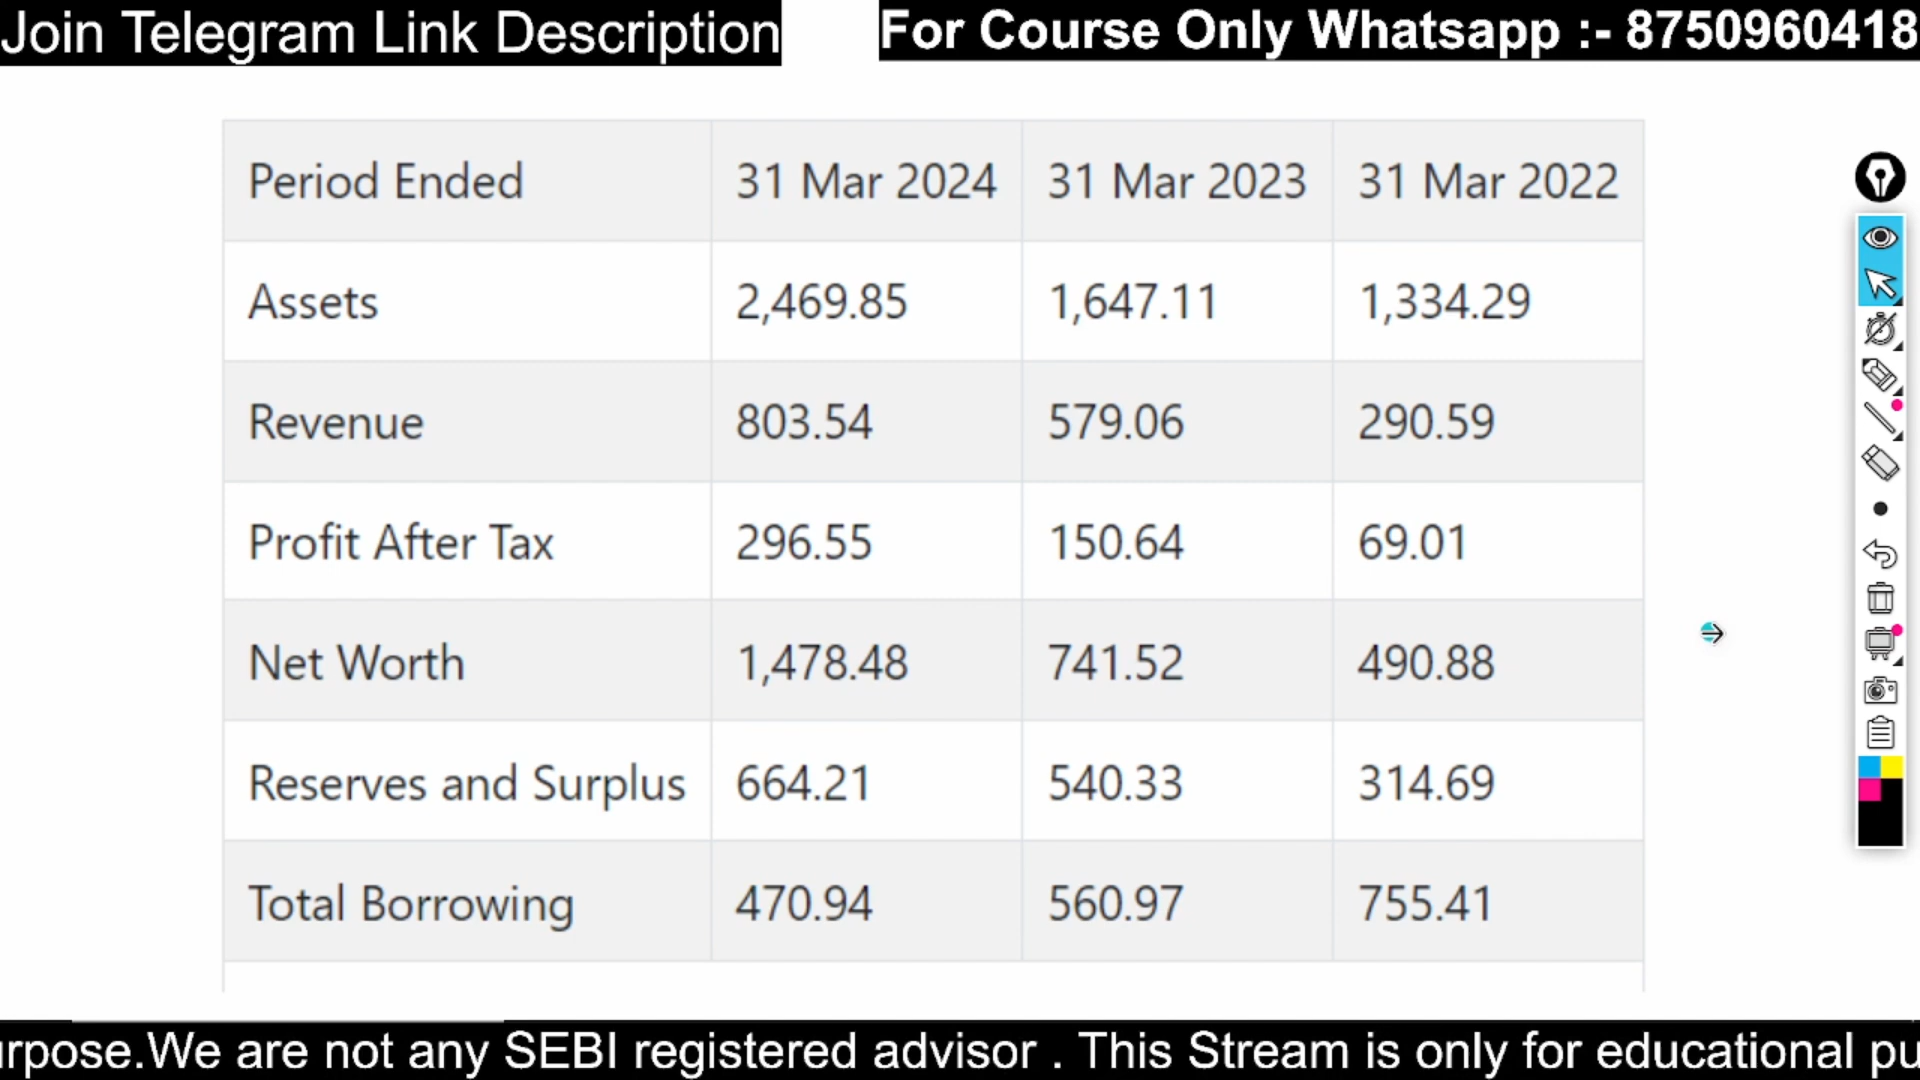 Join Telegram Link Description
For Course Only Whatsapp :- 8750960418
Period Ended 31 Mar 2024 31 Mar 2023 31 Mar 2022
Assets 2,469.85 1,647.11 1,334.29
Revenue 803.54 579.06 290.59
Profit After Tax 296.55 150.64 69.01
Net Worth 1,478.48 741.52 490.88
Reserves and Surplus 664.21 540.33 314.69
Total Borrowing 470.94 560.97 755.41
urpose.We are not any SEBI registered advisor . This Stream is only for educational pu